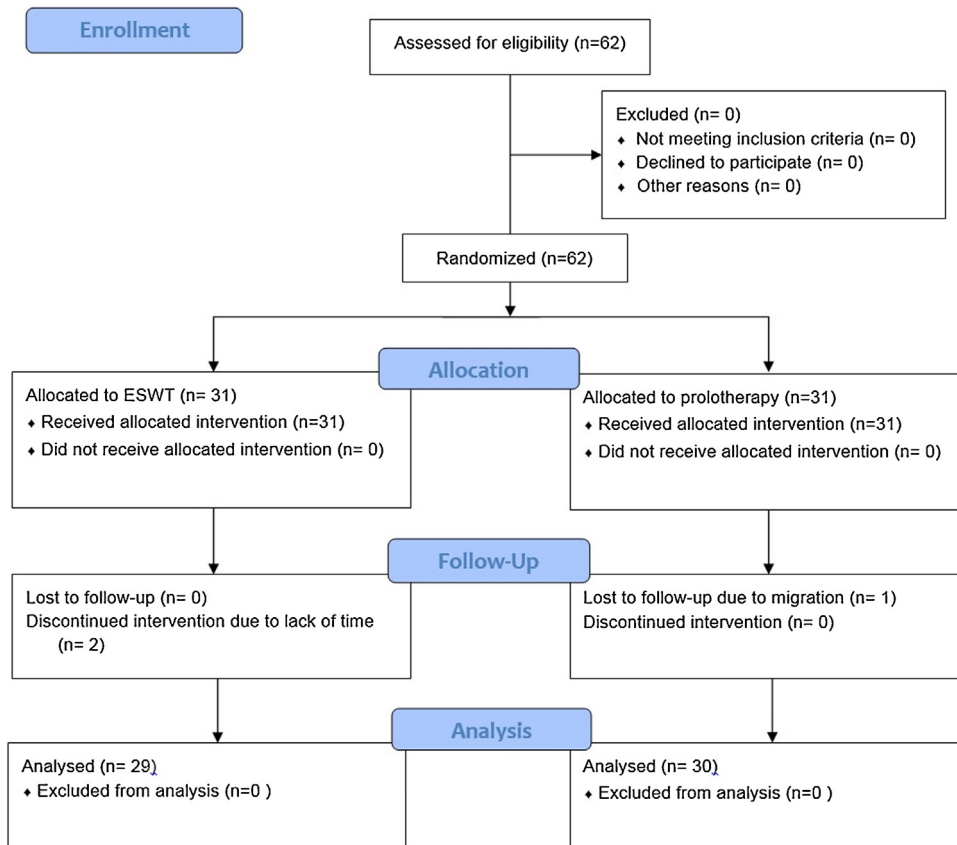 Enrollment
Assessed for eligibility (n=62)
Excluded (n= 0)
♦ Not meeting inclusion criteria (n= 0)
♦ Declined to participate (n= 0)
♦ Other reasons (n= 0)
Randomized (n=62)
Allocation
Allocated to ESWT (n= 31)
♦ Received allocated intervention (n=31)
♦ Did not receive allocated intervention (n= 0)
Allocated to prolotherapy (n=31)
♦ Received allocated intervention (n=31)
♦ Did not receive allocated intervention (n= 0)
Follow-Up
Lost to follow-up (n= 0)
Discontinued intervention due to lack of time
(n= 2)
Lost to follow-up due to migration (n= 1)
Discontinued intervention (n= 0)
Analysis
Analysed (n= 29)
♦ Excluded from analysis (n=0 )
Analysed (n= 30)
♦ Excluded from analysis (n=0 )